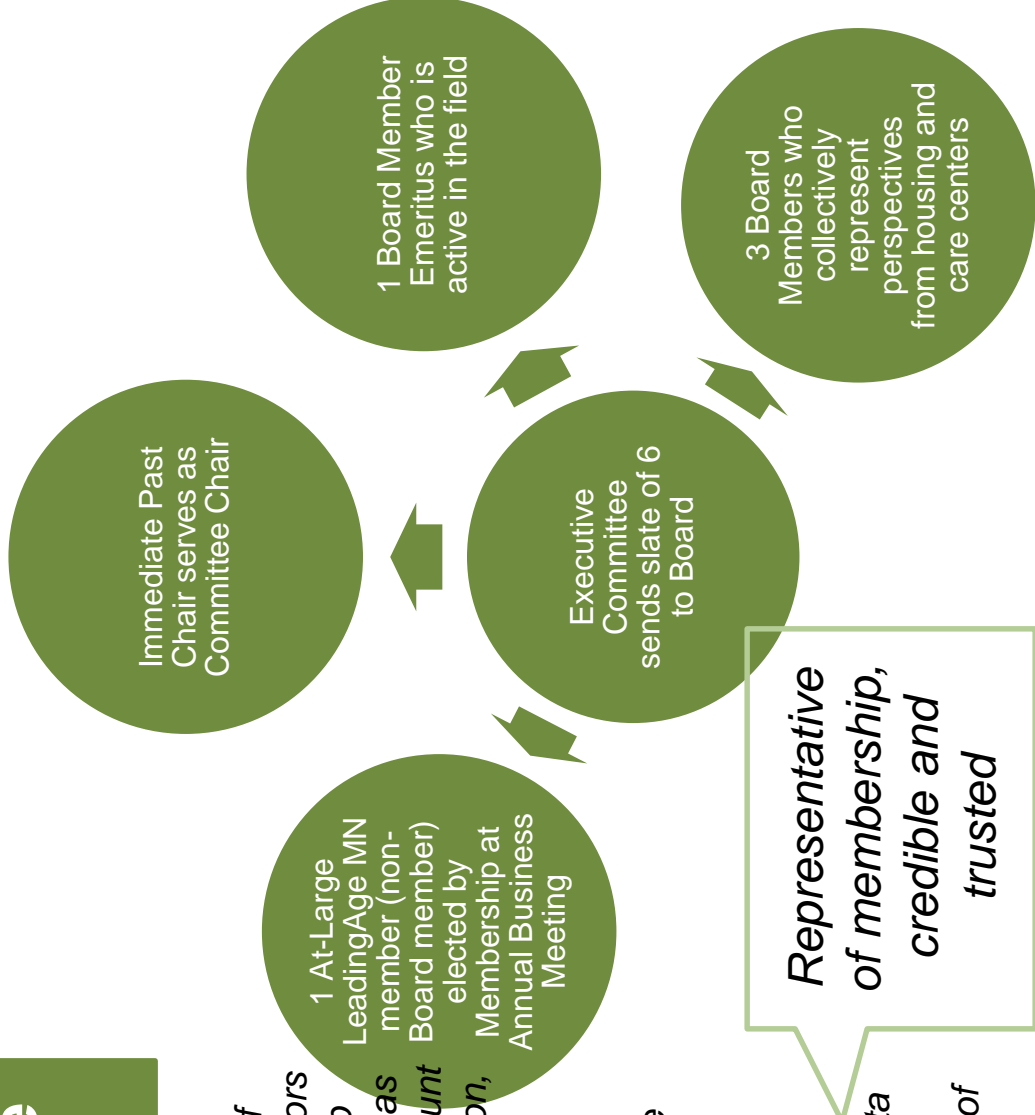 Immediate Past
Chair serves as
Committee Chair
1 Board Member
Emeritus who is
active in the field
3 Board
Members who
collectively
represent
perspectives
from housing and
care centers
Executive
Committee
sends slate of 6
to Board
1 At-Large
LeadingAge MN
member (non-
Board member)
elected by
Membership at
Annual Business
Meeting
Representative
of membership,
credible and
trusted
as
of